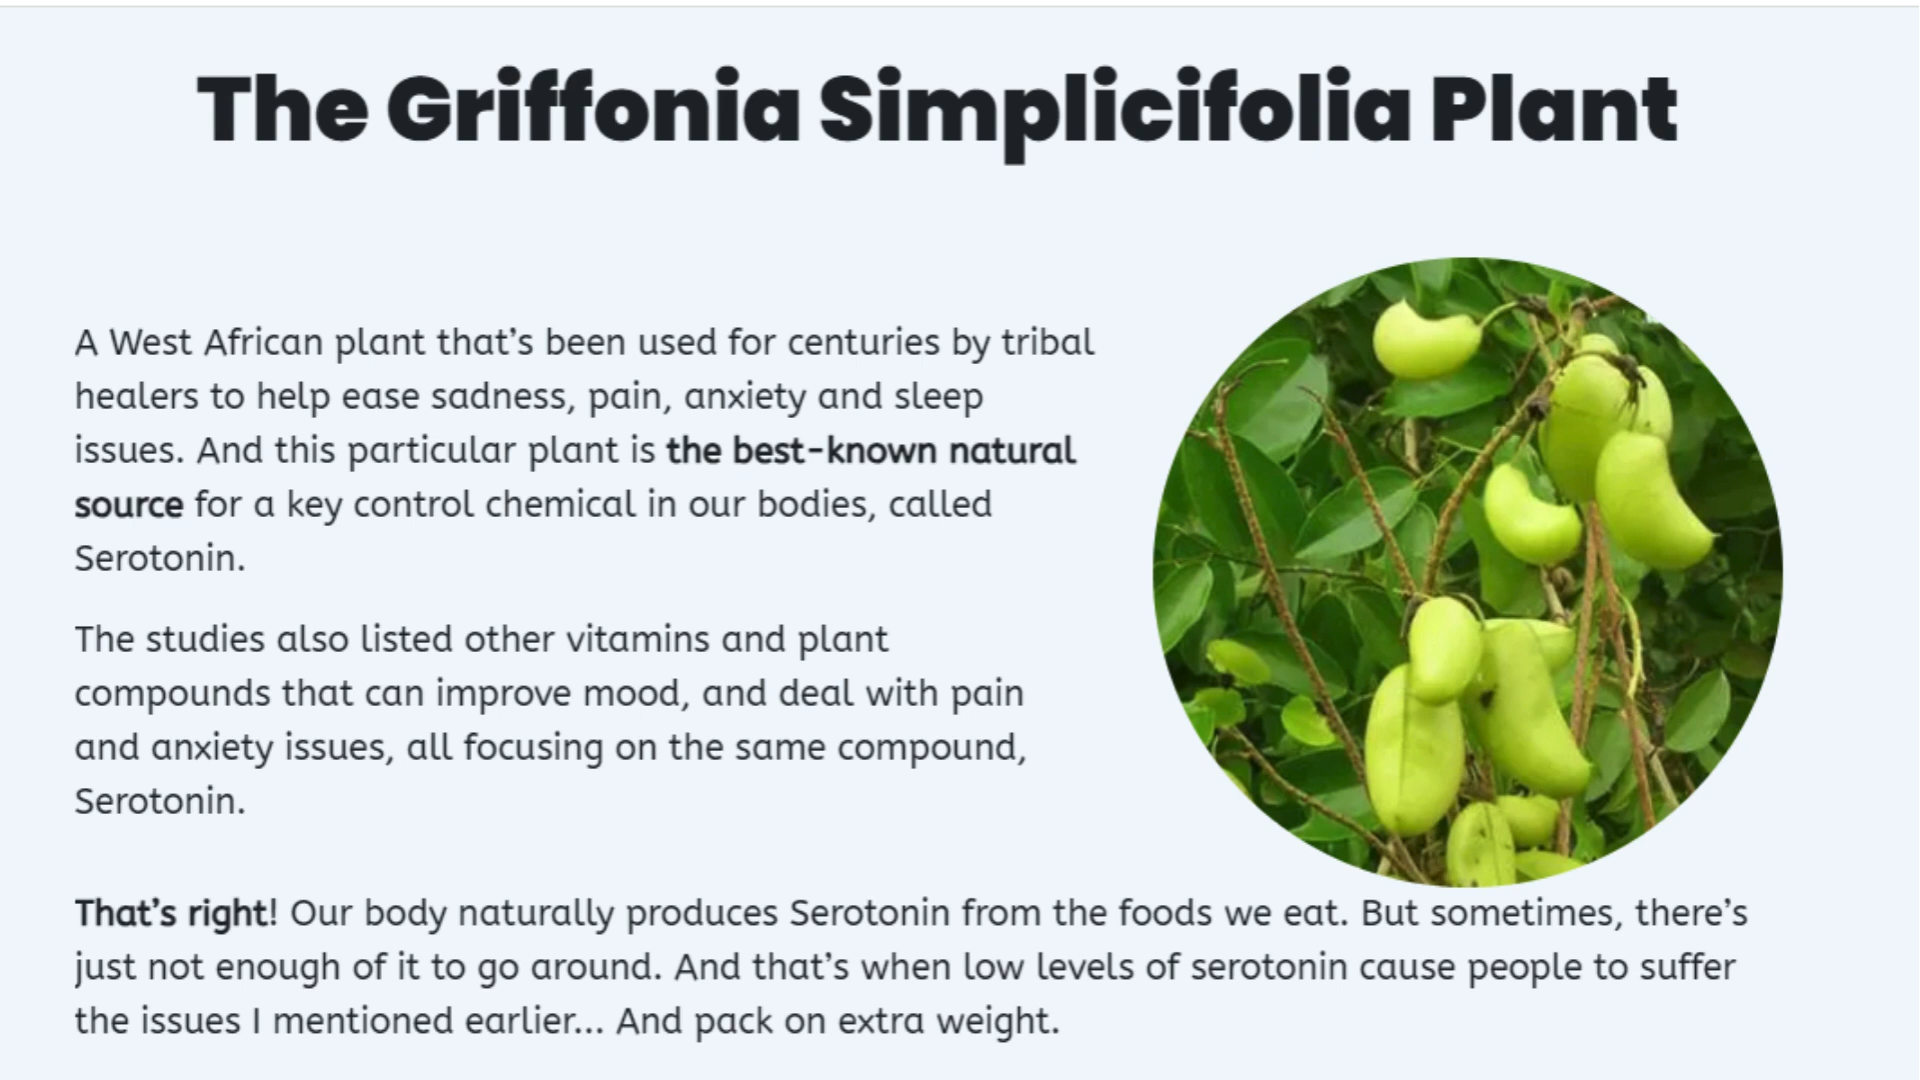 The Griffonia Simplicifolia Plant
A West African plant that’s been used for centuries by tribal
healers to help ease sadness, pain, anxiety and sleep
issues. And this particular plant is the best-known natural
source for a key control chemical in our bodies, called
Serotonin.
The studies also listed other vitamins and plant
compounds that can improve mood, and deal with pain
and anxiety issues, all focusing on the same compound,
Serotonin.
That’s right! Our body naturally produces Serotonin from the foods we eat. But sometimes, there’s
just not enough of it to go around. And that’s when low levels of serotonin cause people to suffer
the issues I mentioned earlier... And pack on extra weight.